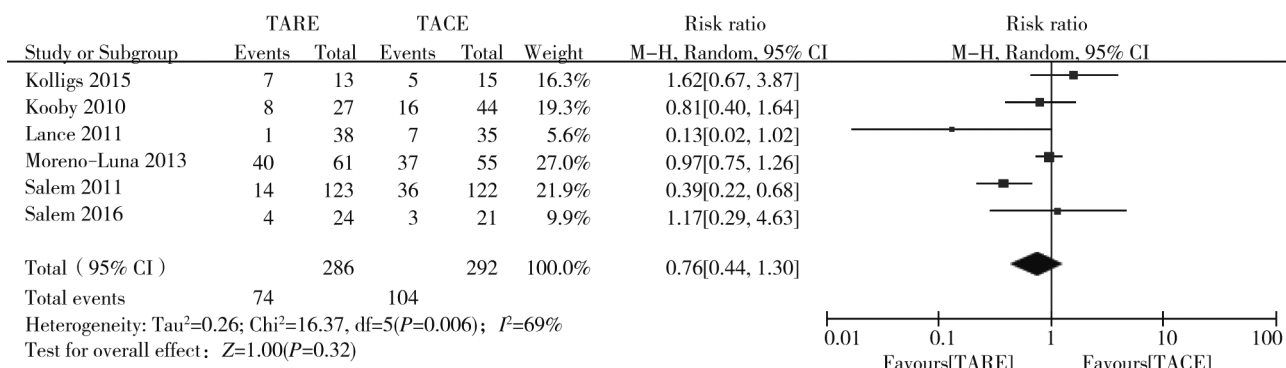 TARE TACE Risk ratio Risk ratio
Study or Subgroup Events Total Events Total Weight M-H, Random, 95% CI M-H, Random, 95% CI
Kolligs 2015 7 13 5 15 16.3% 1.62[0.67, 3.87]
Kooby 2010 8 27 16 44 19.3% 0.81[0.40, 1.64]
Lance 2011 1 38 7 35 5.6% 0.13[0.02, 1.02]
Moreno-Luna 2013 40 61 37 55 27.0% 0.97[0.75, 1.26]
Salem 2011 14 123 36 122 21.9% 0.39[0.22, 0.68]
Salem 2016 4 24 3 21 9.9% 1.17[0.29, 4.63]
Total（95% CI） 286 292 100.0% 0.76[0.44, 1.30]
Total events 74 104
Heterogeneity: Tau²=0.26; Chi²=16.37, df=5(P=0.006)；I²=69%
Test for overall effect：Z=1.00(P=0.32)
0.01 0.1 1 10 100
Favours[TARE] Favours[TACE]